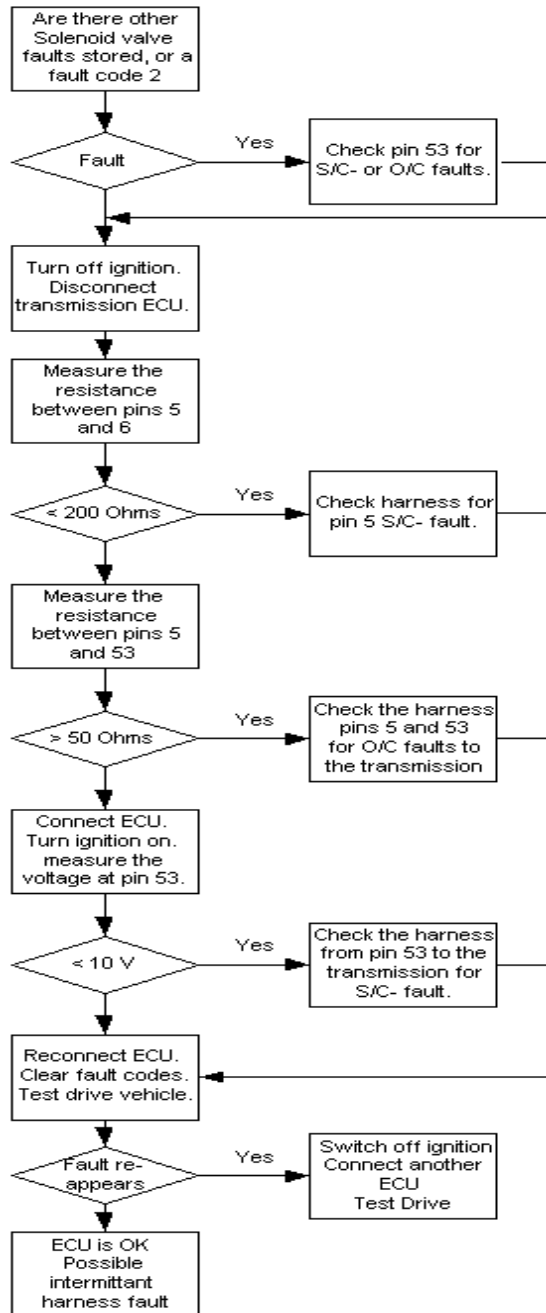 Are there other
Solenoid valve
faults stored, or a
fault code 2
Fault
Yes
Check pin 53 for
S/C- or O/C faults.
Turn off ignition.
Disconnect
transmission ECU.
Measure the
resistance
between pins 5
and 6
< 200 Ohms
Yes
Check harness for
pin 5 S/C- fault.
Measure the
resistance
between pins 5
and 53
> 50 Ohms
Yes
Check the harness
pins 5 and 53
for O/C faults to
the transmission
Connect ECU.
Turn ignition on.
measure the
voltage at pin 53.
< 10 V
Yes
Check the harness
from pin 53 to the
transmission for
S/C- fault.
Reconnect ECU.
Clear fault codes.
Test drive vehicle.
Fault re-
appears
Yes
Switch off ignition
Connect another
ECU
Test Drive
ECU is OK
Possible
intermittant
harness fault